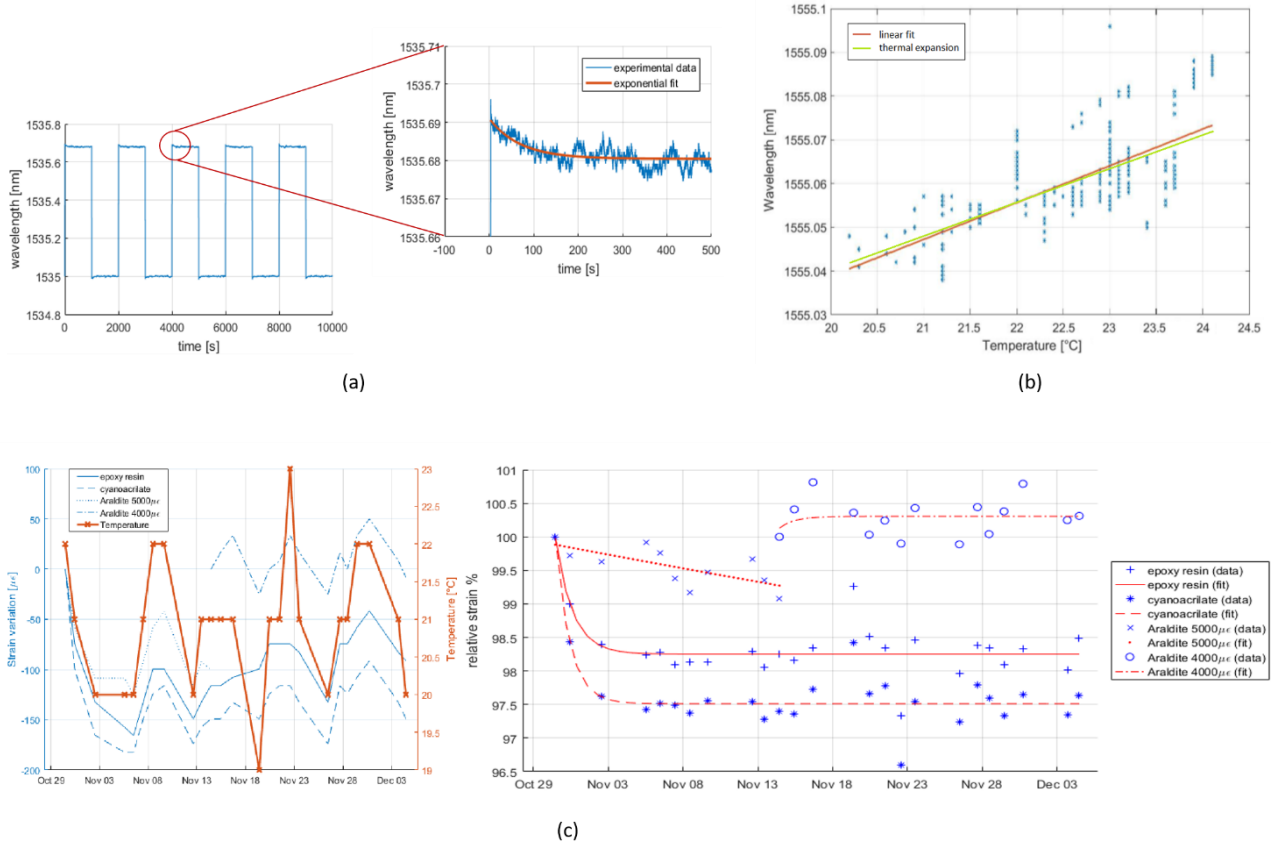 1535.8
1535.6
1535.4
1535.2
1535
1534.8
wavelength [nm]
0 2000 4000 6000 8000 10000
time [s]
1535.71
1535.7
1535.69
1535.68
1535.67
1535.66
wavelength [nm]
experimental data
exponential fit
-100 0 100 200 300 400 500
time [s]
(a)
1555.1
1555.09
1555.08
1555.07
1555.06
1555.05
1555.04
1555.03
Wavelength [nm]
linear fit
thermal expansion
20 20.5 21 21.5 22 22.5 23 23.5 24 24.5
Temperature [°C]
(b)
100
50
0
-50
-100
-150
-200
Strain variation [με]
epoxy resin
cyanoacrilate
Araldite 5000με
Araldite 4000με
Temperature
23
22.5
22
21.5
21
20.5
20
19.5
19
Temperature [°C]
Oct 29 Nov 03 Nov 08 Nov 13 Nov 18 Nov 23 Nov 28 Dec 03
101
100.5
100
99.5
99
98.5
98
97.5
97
96.5
relative strain %
Oct 29 Nov 03 Nov 08 Nov 13 Nov 18 Nov 23 Nov 28 Dec 03
epoxy resin (data)
epoxy resin (fit)
cyanoacrilate (data)
cyanoacrilate (fit)
Araldite 5000με (data)
Araldite 5000με (fit)
Araldite 4000με (data)
Araldite 4000με (fit)
(c)